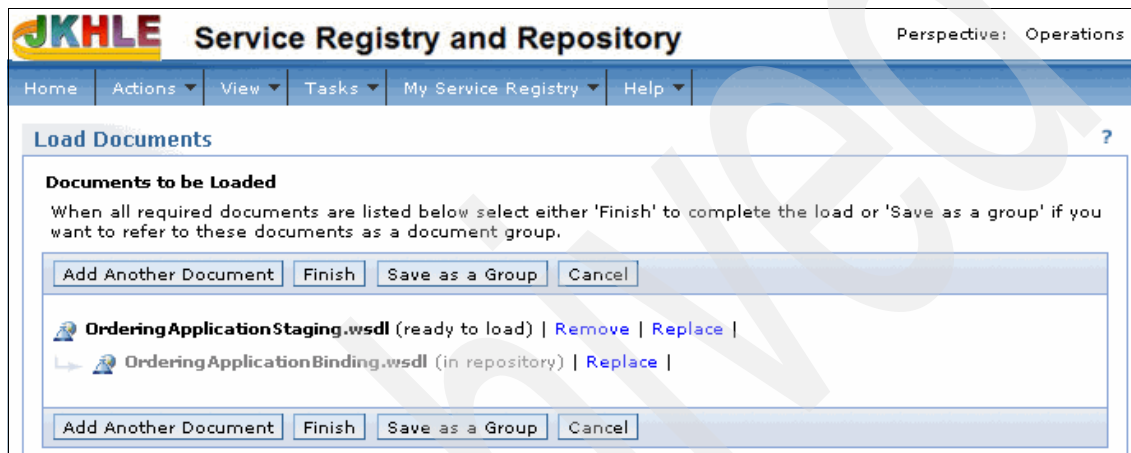 JKHLE Service Registry and Repository Perspective: Operations
Home Actions View Tasks My Service Registry Help
Load Documents ?
Documents to be Loaded
When all required documents are listed below select either 'Finish' to complete the load or 'Save as a group' if you
want to refer to these documents as a document group.
Add Another Document Finish Save as a Group Cancel
OrderingApplicationStaging.wsdl (ready to load) | Remove | Replace |
OrderingApplicationBinding.wsdl (in repository) | Replace |
Add Another Document Finish Save as a Group Cancel